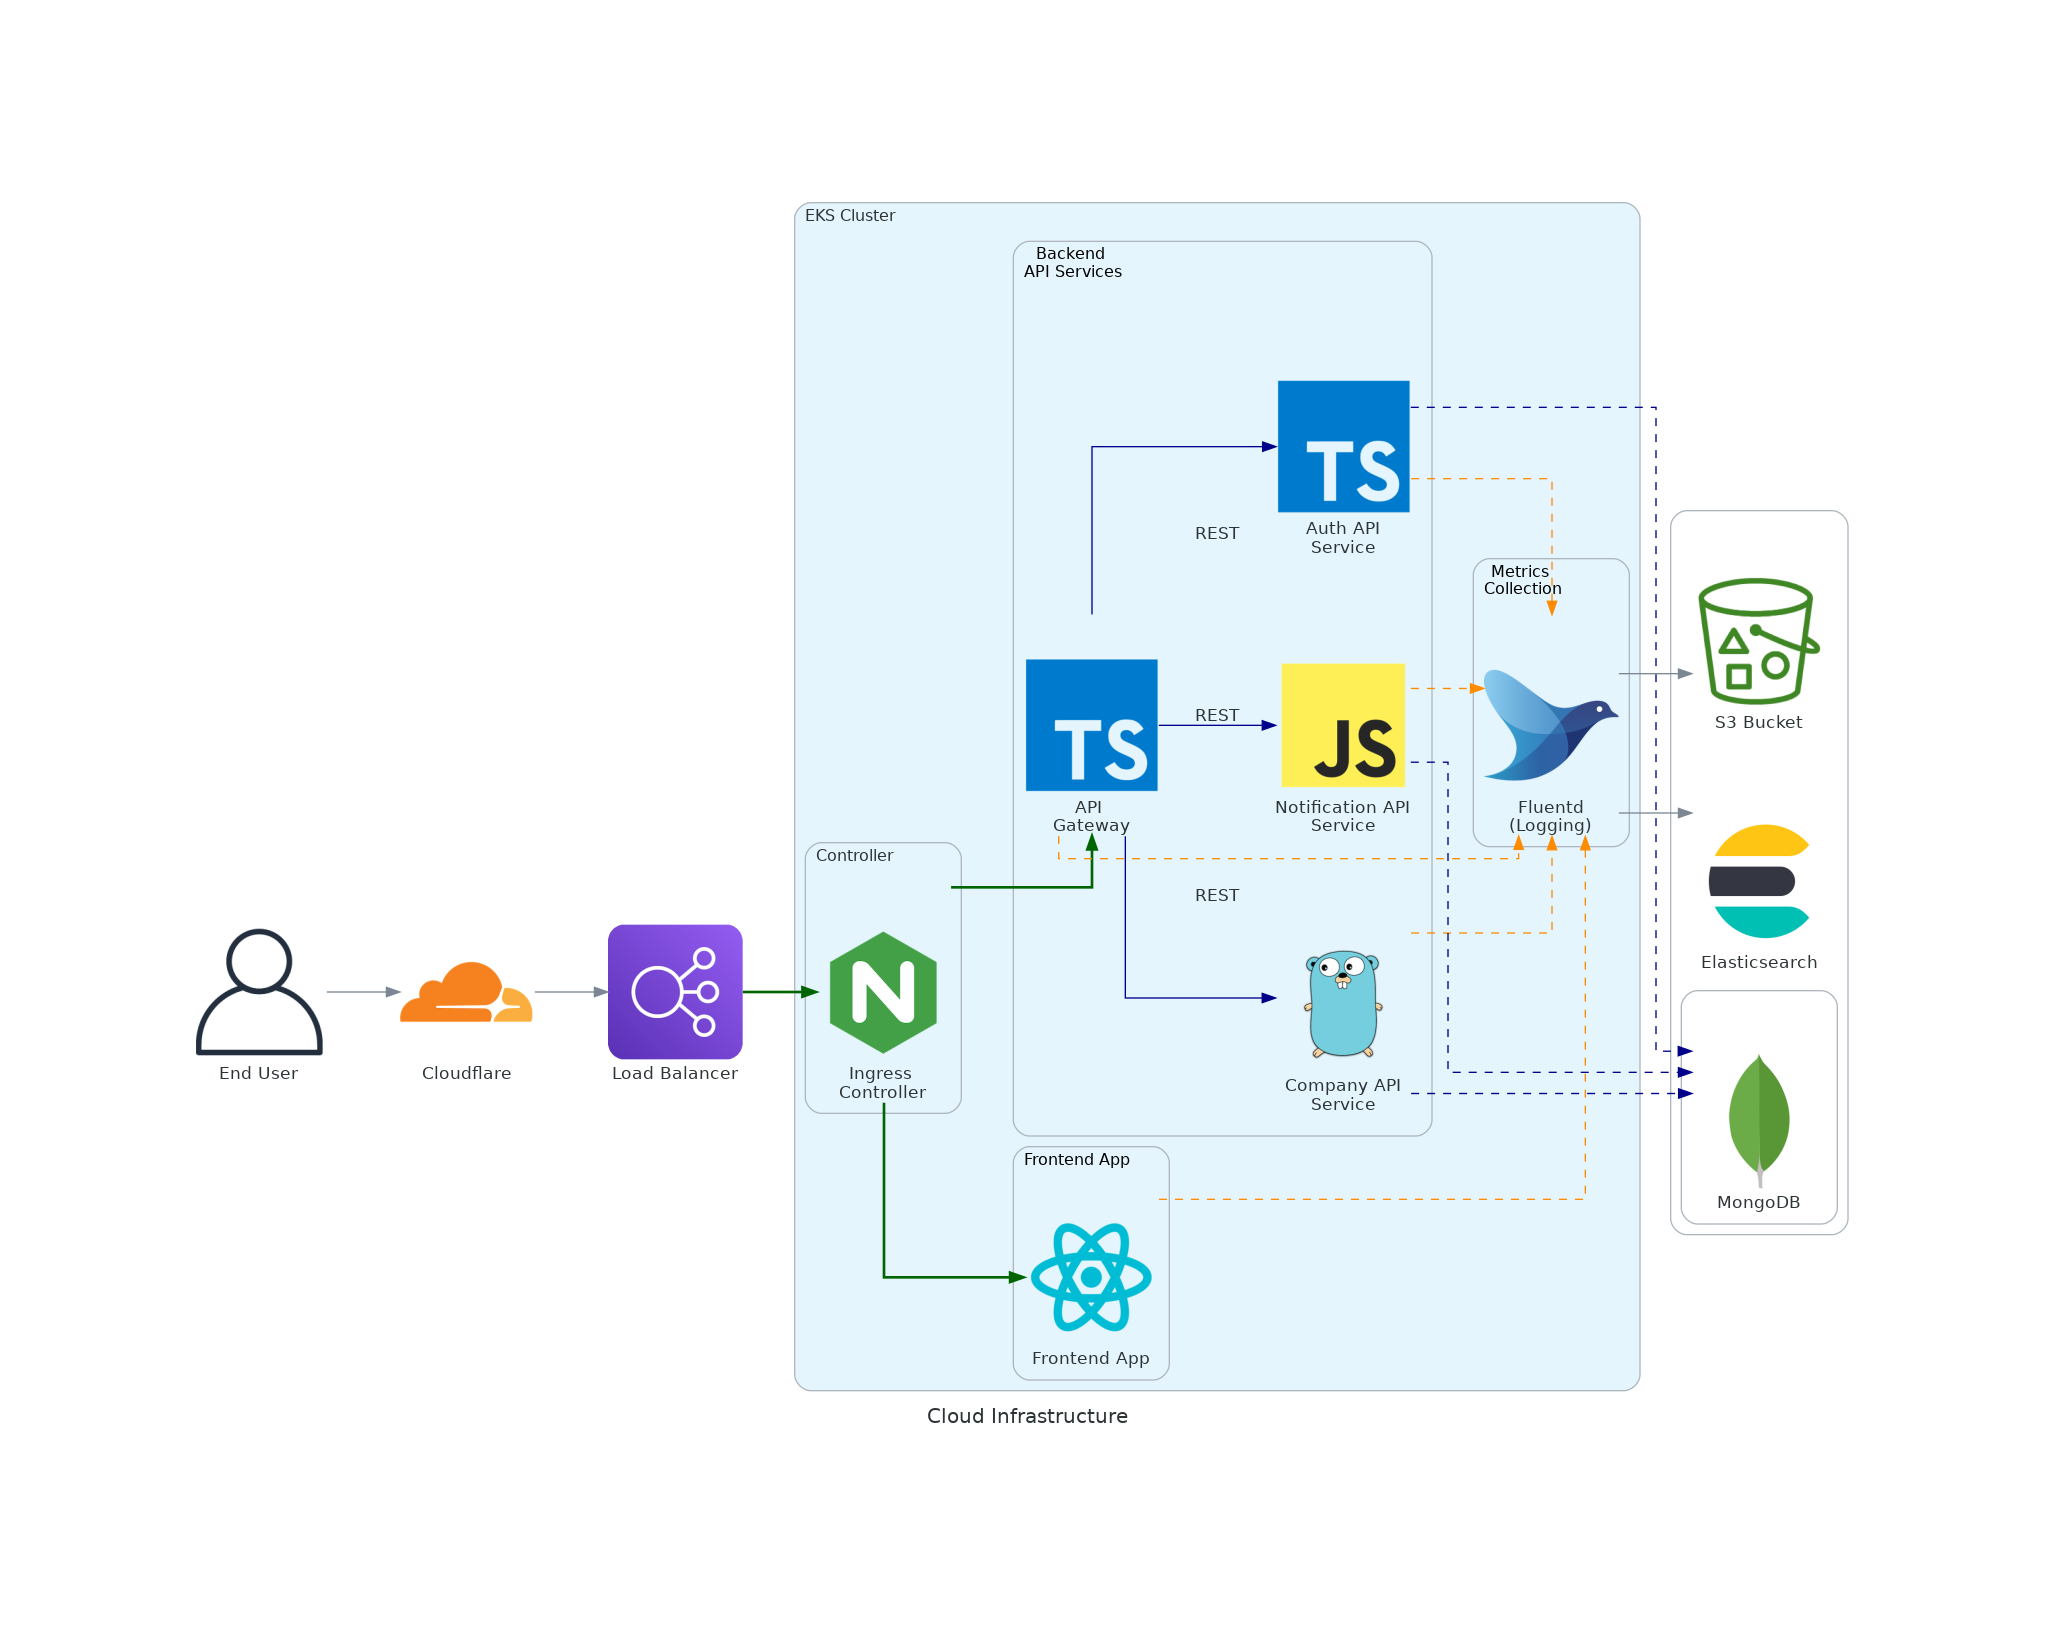 EKS Cluster
Backend
API Services
TS
REST
Auth API
Service
Metrics
Collection
S3 Bucket
TS
REST
JS
API
Gateway
Notification API
Service
Fluentd
(Logging)
Controller
REST
N
Elasticsearch
End User
Cloudflare
Load Balancer
Ingress
Controller
Company API
Service
Frontend App
MongoDB
Frontend App
Cloud Infrastructure